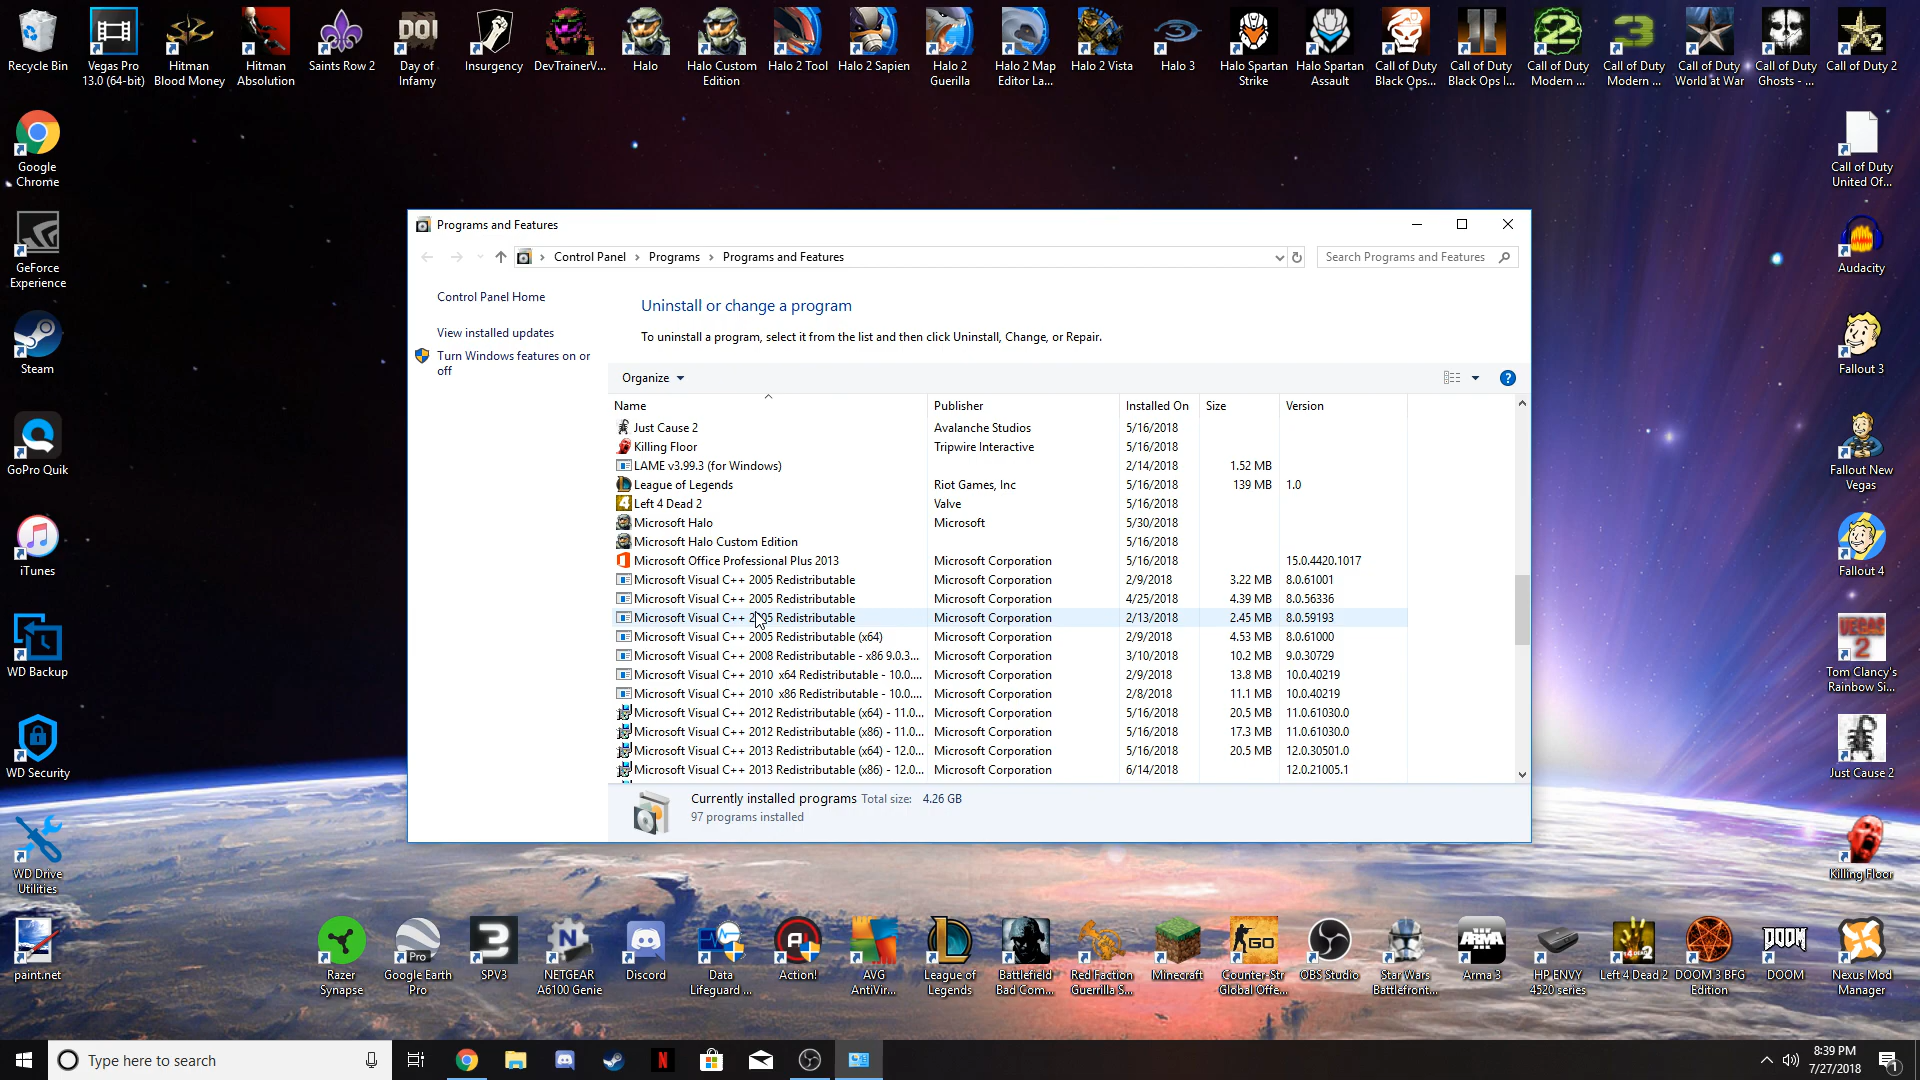 Recycle Bin
Vegas Pro
13.0 (64-bit)
Hitman
Blood Money
Hitman
Absolution
Saints Row 2
Day of
Infamy
Insurgency
DevTrainerV...
Halo
Halo Custom
Edition
Halo 2 Tool
Halo 2 Sapien
Halo 2
Guerilla
Halo 2 Map
Editor La...
Halo 2 Vista
Halo 3
Halo Spartan
Strike
Halo Spartan
Assault
Call of Duty
Black Ops...
Call of Duty
Black Ops I...
Call of Duty
Modern ...
Call of Duty
Modern ...
Call of Duty
World at War
Call of Duty
Ghosts - ...
Call of Duty 2
Google
Chrome
GeForce
Experience
Steam
GoPro Quik
iTunes
WD Backup
WD Security
WD Drive
Utilities
paint.net
Call of Duty
United Of...
Audacity
Fallout 3
Fallout New
Vegas
Fallout 4
Tom Clancy's
Rainbow Si...
Just Cause 2
Killing Floor
Programs and Features
Control Panel > Programs > Programs and Features
Search Programs and Features
Control Panel Home
View installed updates
Turn Windows features on or
off
Uninstall or change a program
To uninstall a program, select it from the list and then click Uninstall, Change, or Repair.
Organize
Name Publisher Installed On Size Version
Just Cause 2 Avalanche Studios 5/16/2018
Killing Floor Tripwire Interactive 5/16/2018
LAME v3.99.3 (for Windows) 2/14/2018 1.52 MB
League of Legends Riot Games, Inc 5/16/2018 139 MB 1.0
Left 4 Dead 2 Valve 5/16/2018
Microsoft Halo Microsoft 5/30/2018
Microsoft Halo Custom Edition 5/16/2018
Microsoft Office Professional Plus 2013 Microsoft Corporation 5/16/2018 15.0.4420.1017
Microsoft Visual C++ 2005 Redistributable Microsoft Corporation 2/9/2018 3.22 MB 8.0.61001
Microsoft Visual C++ 2005 Redistributable Microsoft Corporation 4/25/2018 4.39 MB 8.0.56336
Microsoft Visual C++ 2005 Redistributable Microsoft Corporation 2/13/2018 2.45 MB 8.0.59193
Microsoft Visual C++ 2005 Redistributable (x64) Microsoft Corporation 2/9/2018 4.53 MB 8.0.61000
Microsoft Visual C++ 2008 Redistributable - x86 9.0.3... Microsoft Corporation 3/10/2018 10.2 MB 9.0.30729
Microsoft Visual C++ 2010 x64 Redistributable - 10.0.... Microsoft Corporation 2/9/2018 13.8 MB 10.0.40219
Microsoft Visual C++ 2010 x86 Redistributable - 10.0.... Microsoft Corporation 2/8/2018 11.1 MB 10.0.40219
Microsoft Visual C++ 2012 Redistributable (x64) - 11.0... Microsoft Corporation 5/16/2018 20.5 MB 11.0.61030.0
Microsoft Visual C++ 2012 Redistributable (x86) - 11.0... Microsoft Corporation 5/16/2018 17.3 MB 11.0.61030.0
Microsoft Visual C++ 2013 Redistributable (x64) - 12.0... Microsoft Corporation 5/16/2018 20.5 MB 12.0.30501.0
Microsoft Visual C++ 2013 Redistributable (x86) - 12.0... Microsoft Corporation 6/14/2018 12.0.21005.1
Currently installed programs Total size: 4.26 GB
97 programs installed
Razer
Synapse
Google Earth
Pro
SPV3
NETGEAR
A6100 Genie
Discord
Data
Lifeguard ...
Action!
AVG
AntiVir...
League of
Legends
Battlefield
Bad Com...
Red Faction
Guerrilla S...
Minecraft
Counter-Str
Global Offe...
OBS Studio
Star Wars
Battlefront...
Arma 3
HP ENVY
4520 series
Left 4 Dead 2
DOOM 3 BFG
Edition
DOOM
Nexus Mod
Manager
Type here to search
8:39 PM
7/27/2018